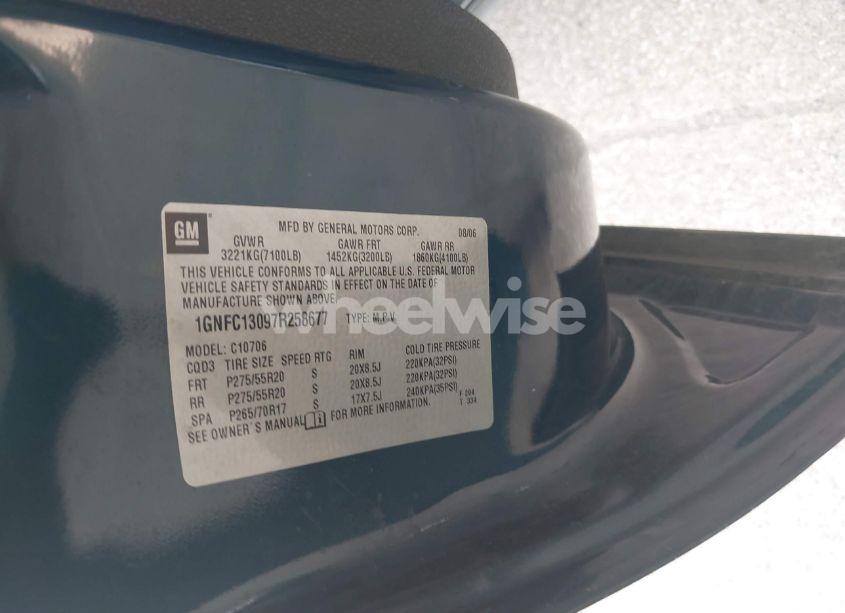 GM
MFD BY GENERAL MOTORS CORP. 08/06
GVWR GAWR FRT GAWR RR
3221KG(7100LB) 1452KG(3200LB) 1860KG(4100LB)
THIS VEHICLE CONFORMS TO ALL APPLICABLE U.S. FEDERAL MOTOR
VEHICLE SAFETY STANDARDS IN EFFECT ON THE DATE OF
MANUFACTURE SHOWN ABOVE
wheelwise
1GNFC13097R258677 TYPE: M.P.V.
MODEL: C10706
CQD3 TIRE SIZE SPEED RTG RIM COLD TIRE PRESSURE
FRT P275/55R20 S 20X8.5J 220KPA(32PSI)
RR P275/55R20 S 20X8.5J 220KPA(32PSI)
SPA P265/70R17 S 17X7.5J 240KPA(35PSI)
F 204
T 334
SEE OWNER'S MANUAL FOR MORE INFORMATION.